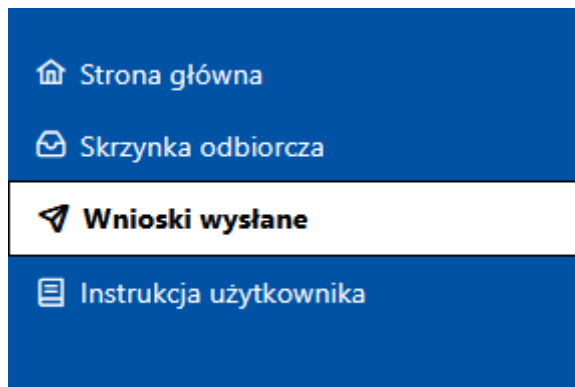 Strona główna
Skrzynka odbiorcza
Wnioski wysłane
Instrukcja użytkownika